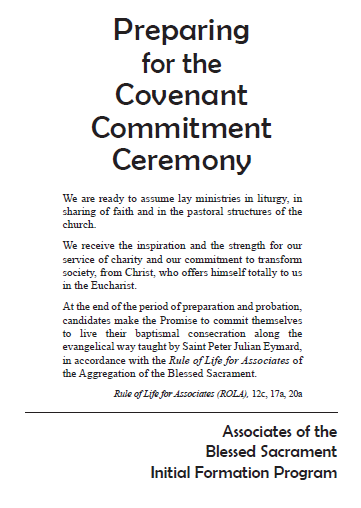 Preparing
for the
Covenant
Commitment
Ceremony
We are ready to assume lay ministries in liturgy, in
sharing of faith and in the pastoral structures of the
church.
We receive the inspiration and the strength for our
service of charity and our commitment to transform
society, from Christ, who offers himself totally to us
in the Eucharist.
At the end of the period of preparation and probation,
candidates make the Promise to commit themselves
to live their baptismal consecration along the
evangelical way taught by Saint Peter Julian Eymard,
in accordance with the Rule of Life for Associates of
the Aggregation of the Blessed Sacrament.
Rule of Life for Associates (ROLA), 12c, 17a, 20a
Associates of the
Blessed Sacrament
Initial Formation Program